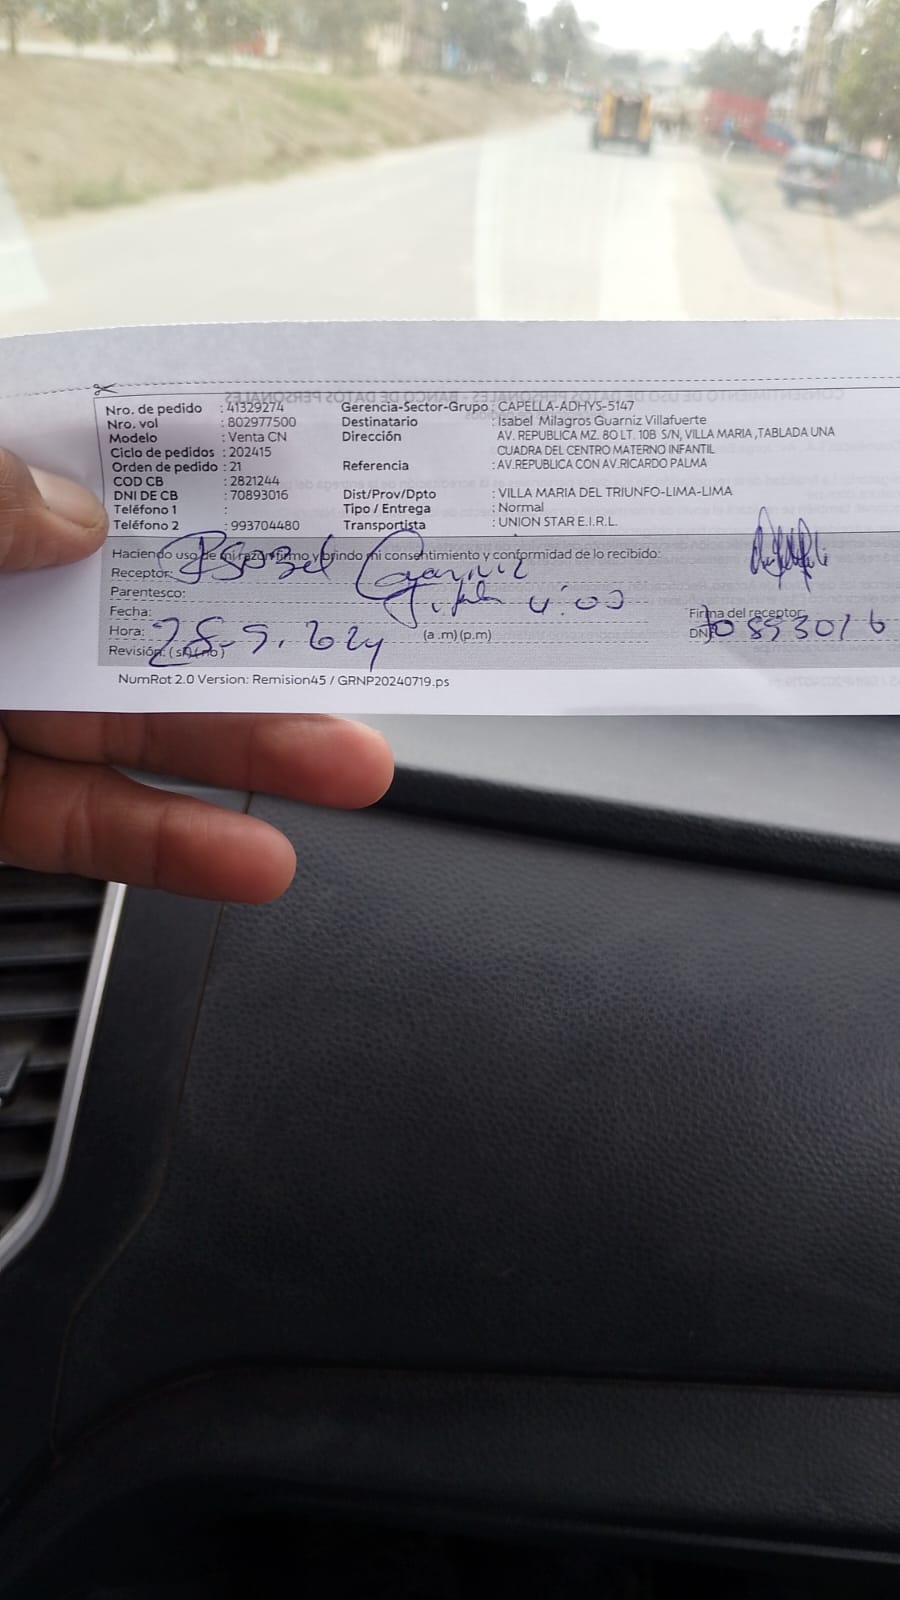 Nro. de pedido : 41329274 Gerencia-Sector-Grupo : CAPELLA-ADHYS-5147
Nro. vol : 802977500 Destinatario : Isabel Milagros Guarniz Villafuerte
Modelo : Venta CN Dirección : AV. REPUBLICA MZ. 80 LT. 10B S/N, VILLA MARIA ,TABLADA UNA
Ciclo de pedidos : 202415 CUADRA DEL CENTRO MATERNO INFANTIL
Orden de pedido : 21 Referencia : AV.REPUBLICA CON AV.RICARDO PALMA
COD CB : 2821244
DNI DE CB : 70893016 Dist/Prov/Dpto : VILLA MARIA DEL TRIUNFO-LIMA-LIMA
Teléfono 1 : Tipo / Entrega : Normal
Teléfono 2 : 993704480 Transportista : UNION STAR E.I.R.L.
Haciendo uso de mi razón firmo y brindo mi consentimiento y conformidad de lo recibido:
Receptor: Isabel Guarniz
Parentesco:
Fecha: Firma del receptor:
Hora: 28-9.2024 (a .m) (p.m) DNI: 70893016
Revisión: ( si ) ( no )
NumRot 2.0 Version: Remision45 / GRNP20240719.ps